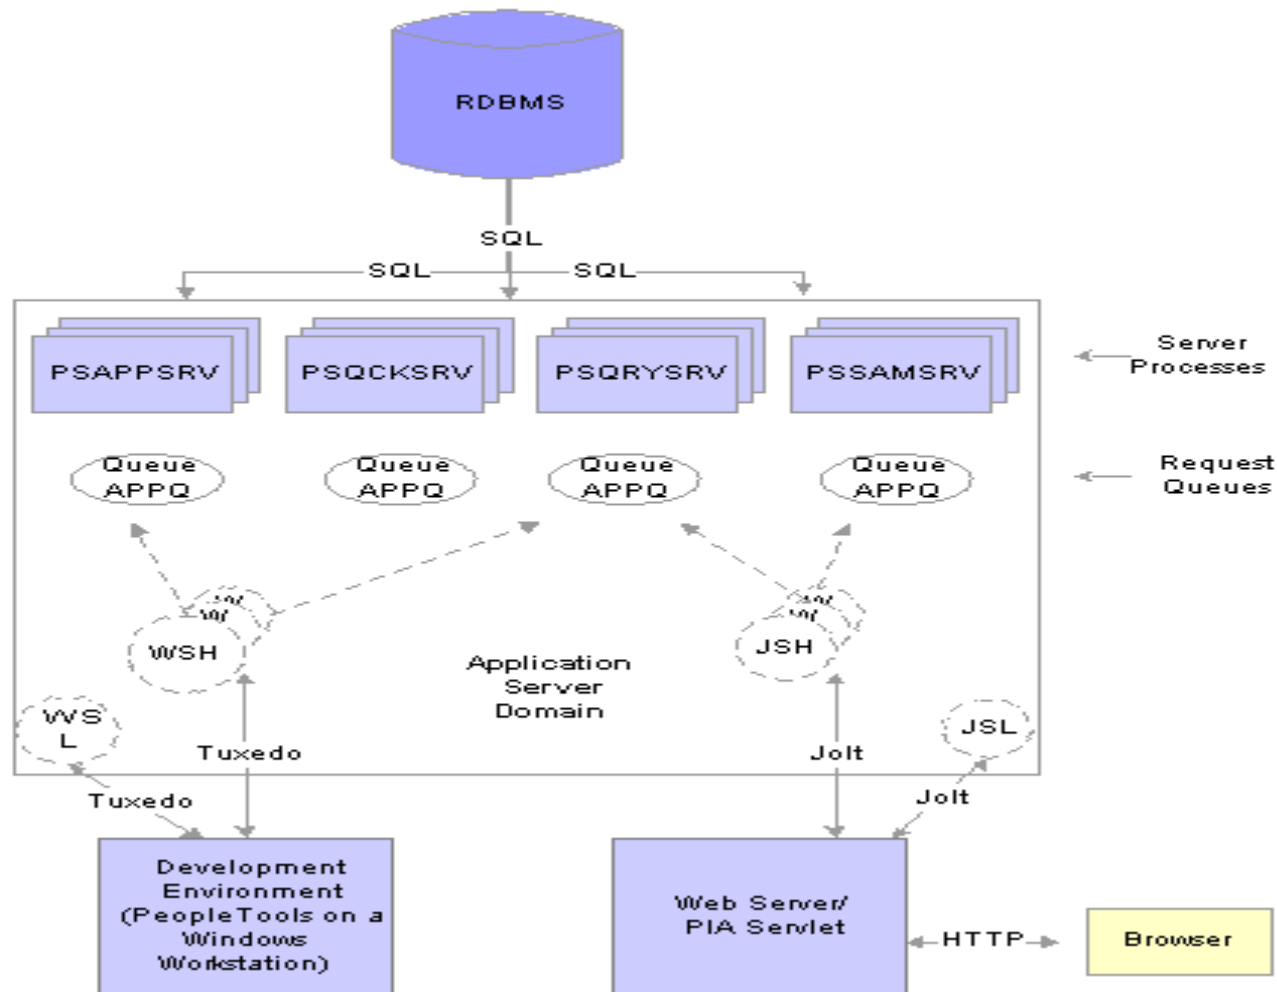 RDBMS
SQL
SQL
SQL
PSAPPSRV
PSQCKSRV
PSQRYSRV
PSSAMSRV
Server
Processes
Queue
APPQ
Queue
APPQ
Queue
APPQ
Queue
APPQ
Request
Queues
W
W
WSH
W
W
JSH
Application
Server
Domain
WS
L
JSL
Tuxedo
Jolt
Tuxedo
Jolt
Development
Environment
(PeopleTools on a
Windows
Workstation)
Web Server/
PIA Servlet
HTTP
Browser